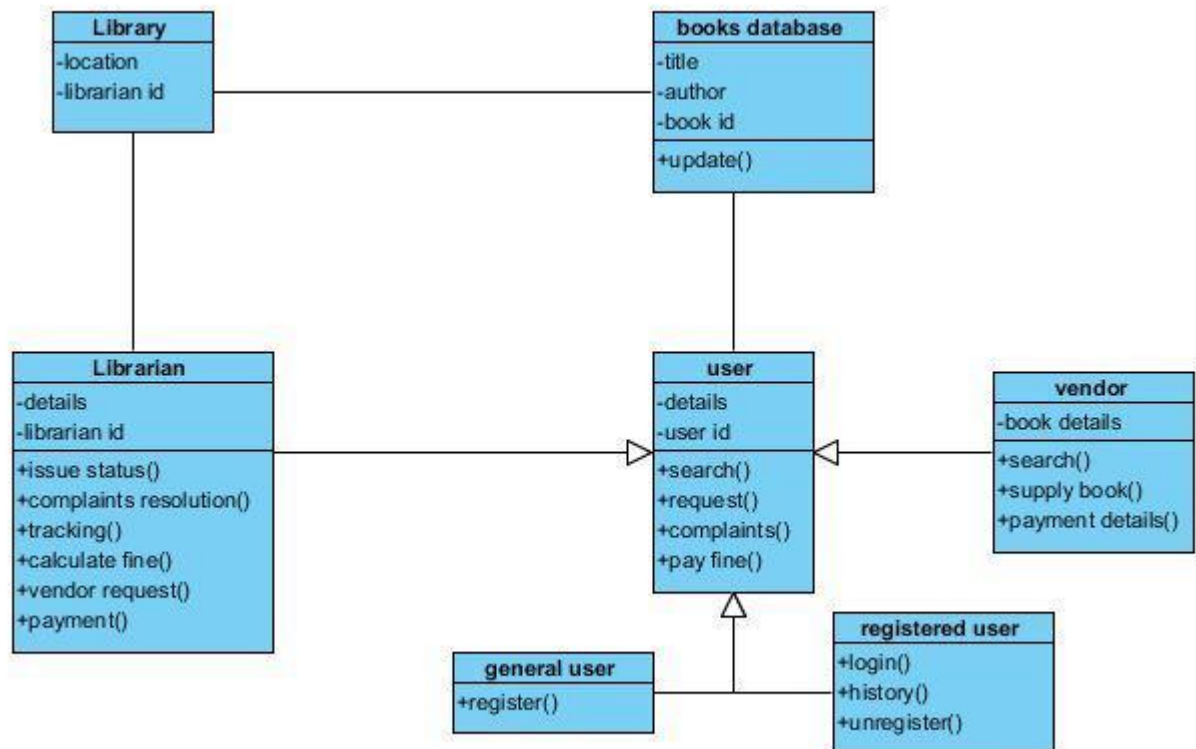 Library
-location
-librarian id
books database
-title
-author
-book id
+update()
Librarian
-details
-librarian id
+issue status()
+complaints resolution()
+tracking()
+calculate fine()
+vendor request()
+payment()
user
-details
-user id
+search()
+request()
+complaints()
+pay fine()
vendor
-book details
+search()
+supply book()
+payment details()
general user
+register()
registered user
+login()
+history()
+unregister()